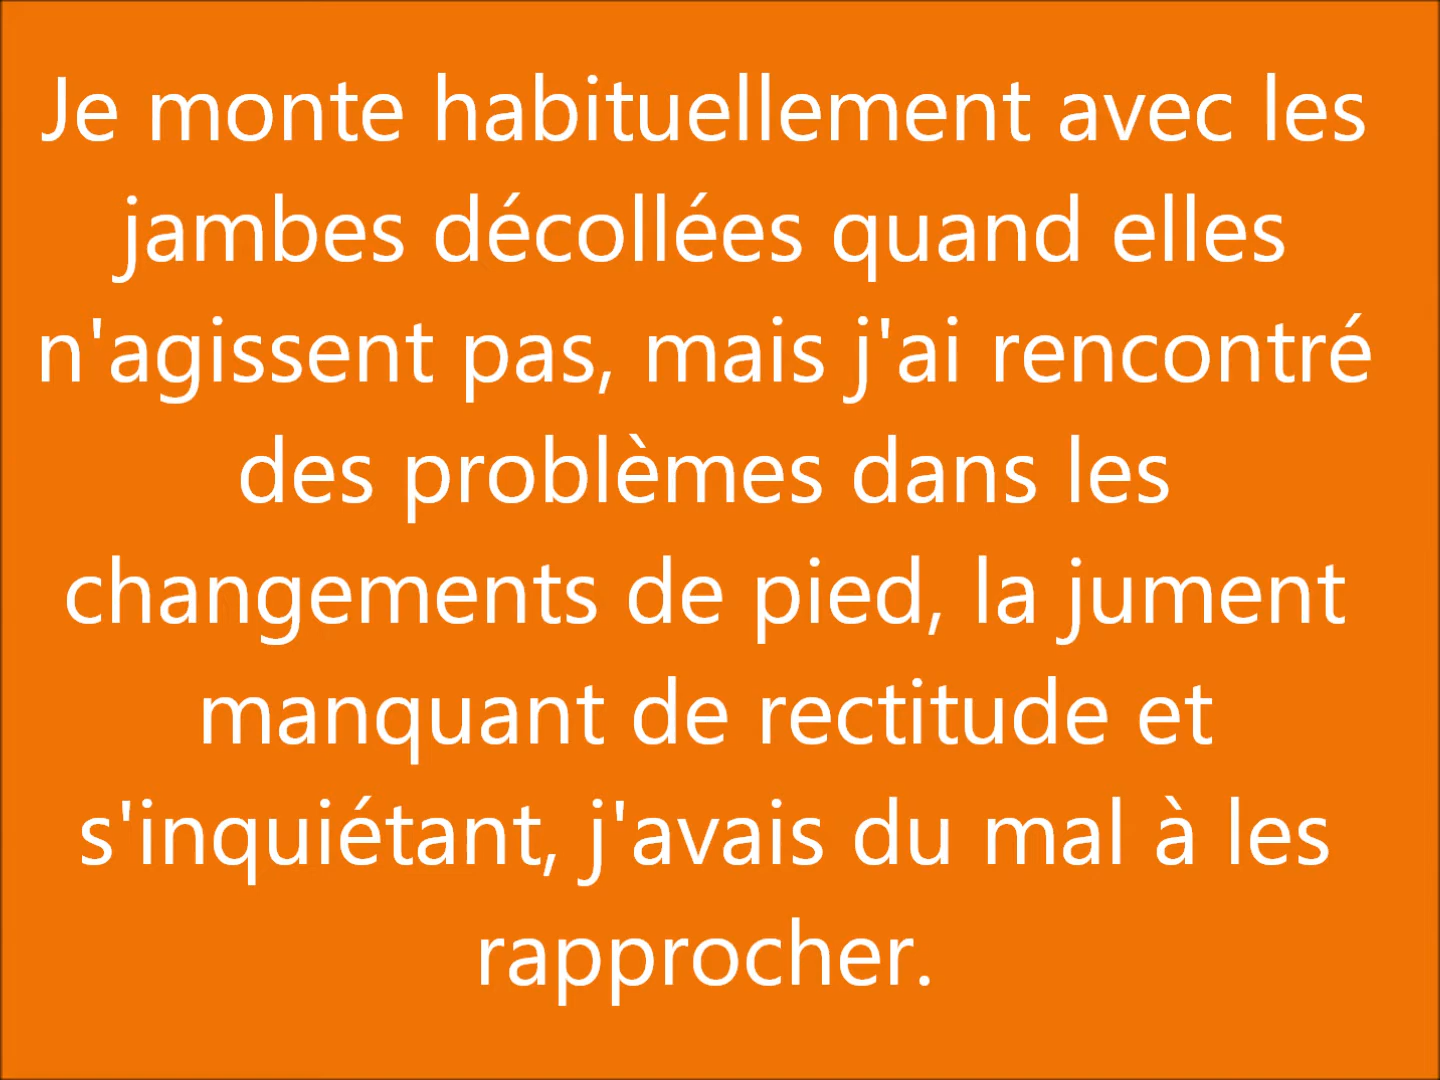 Je monte habituellement avec les
jambes décollées quand elles
n'agissent pas, mais j'ai rencontré
des problèmes dans les
changements de pied, la jument
manquant de rectitude et
s'inquiétant, j'avais du mal à les
rapprocher.